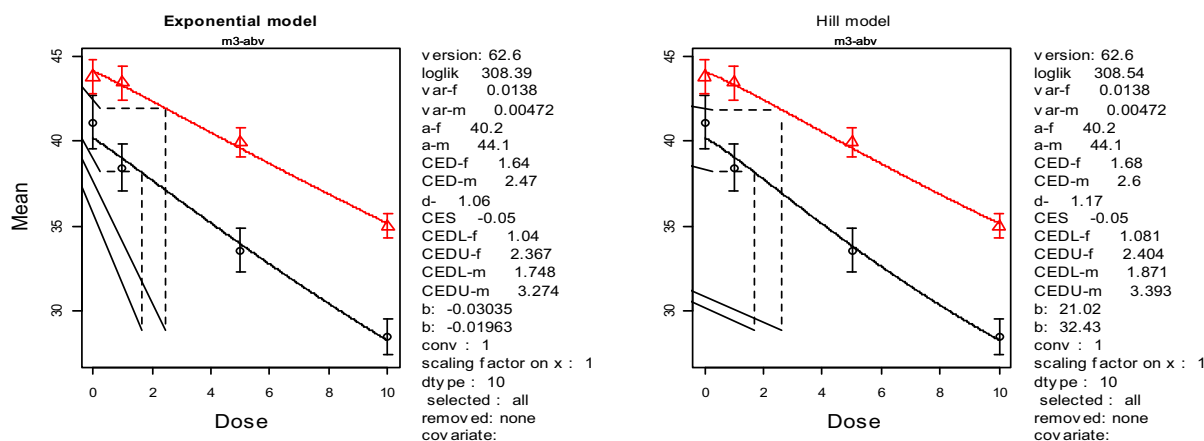 Exponential model
m3-abv
Mean
45
40
35
30
0 2 4 6 8 10
Dose
version: 62.6
loglik 308.39
var-f 0.0138
var-m 0.00472
a-f 40.2
a-m 44.1
CED-f 1.64
CED-m 2.47
d- 1.06
CES -0.05
CEDL-f 1.04
CEDU-f 2.367
CEDL-m 1.748
CEDU-m 3.274
b: -0.03035
b: -0.01963
conv : 1
scaling factor on x : 1
dtype : 10
selected : all
removed: none
covariate:
Hill model
m3-abv
45
40
35
30
0 2 4 6 8 10
Dose
version: 62.6
loglik 308.54
var-f 0.0138
var-m 0.00472
a-f 40.2
a-m 44.1
CED-f 1.68
CED-m 2.6
d- 1.17
CES -0.05
CEDL-f 1.081
CEDU-f 2.404
CEDL-m 1.871
CEDU-m 3.393
b: 21.02
b: 32.43
conv : 1
scaling factor on x : 1
dtype : 10
selected : all
removed: none
covariate: